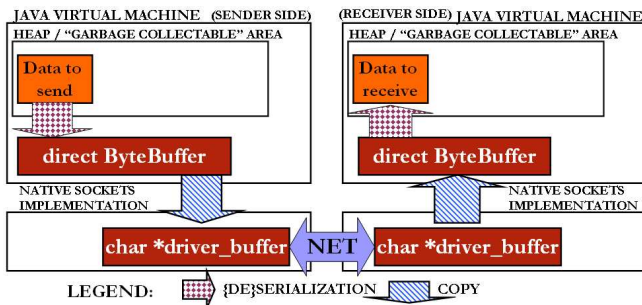 JAVA VIRTUAL MACHINE (SENDER SIDE)
HEAP / “GARBAGE COLLECTABLE” AREA
Data to
send
direct ByteBuffer
NATIVE SOCKETS
IMPLEMENTATION
char *driver_buffer
NET
(RECEIVER SIDE) JAVA VIRTUAL MACHINE
HEAP / “GARBAGE COLLECTABLE” AREA
Data to
receive
direct ByteBuffer
NATIVE SOCKETS
IMPLEMENTATION
char *driver_buffer
LEGEND: {DE}SERIALIZATION COPY